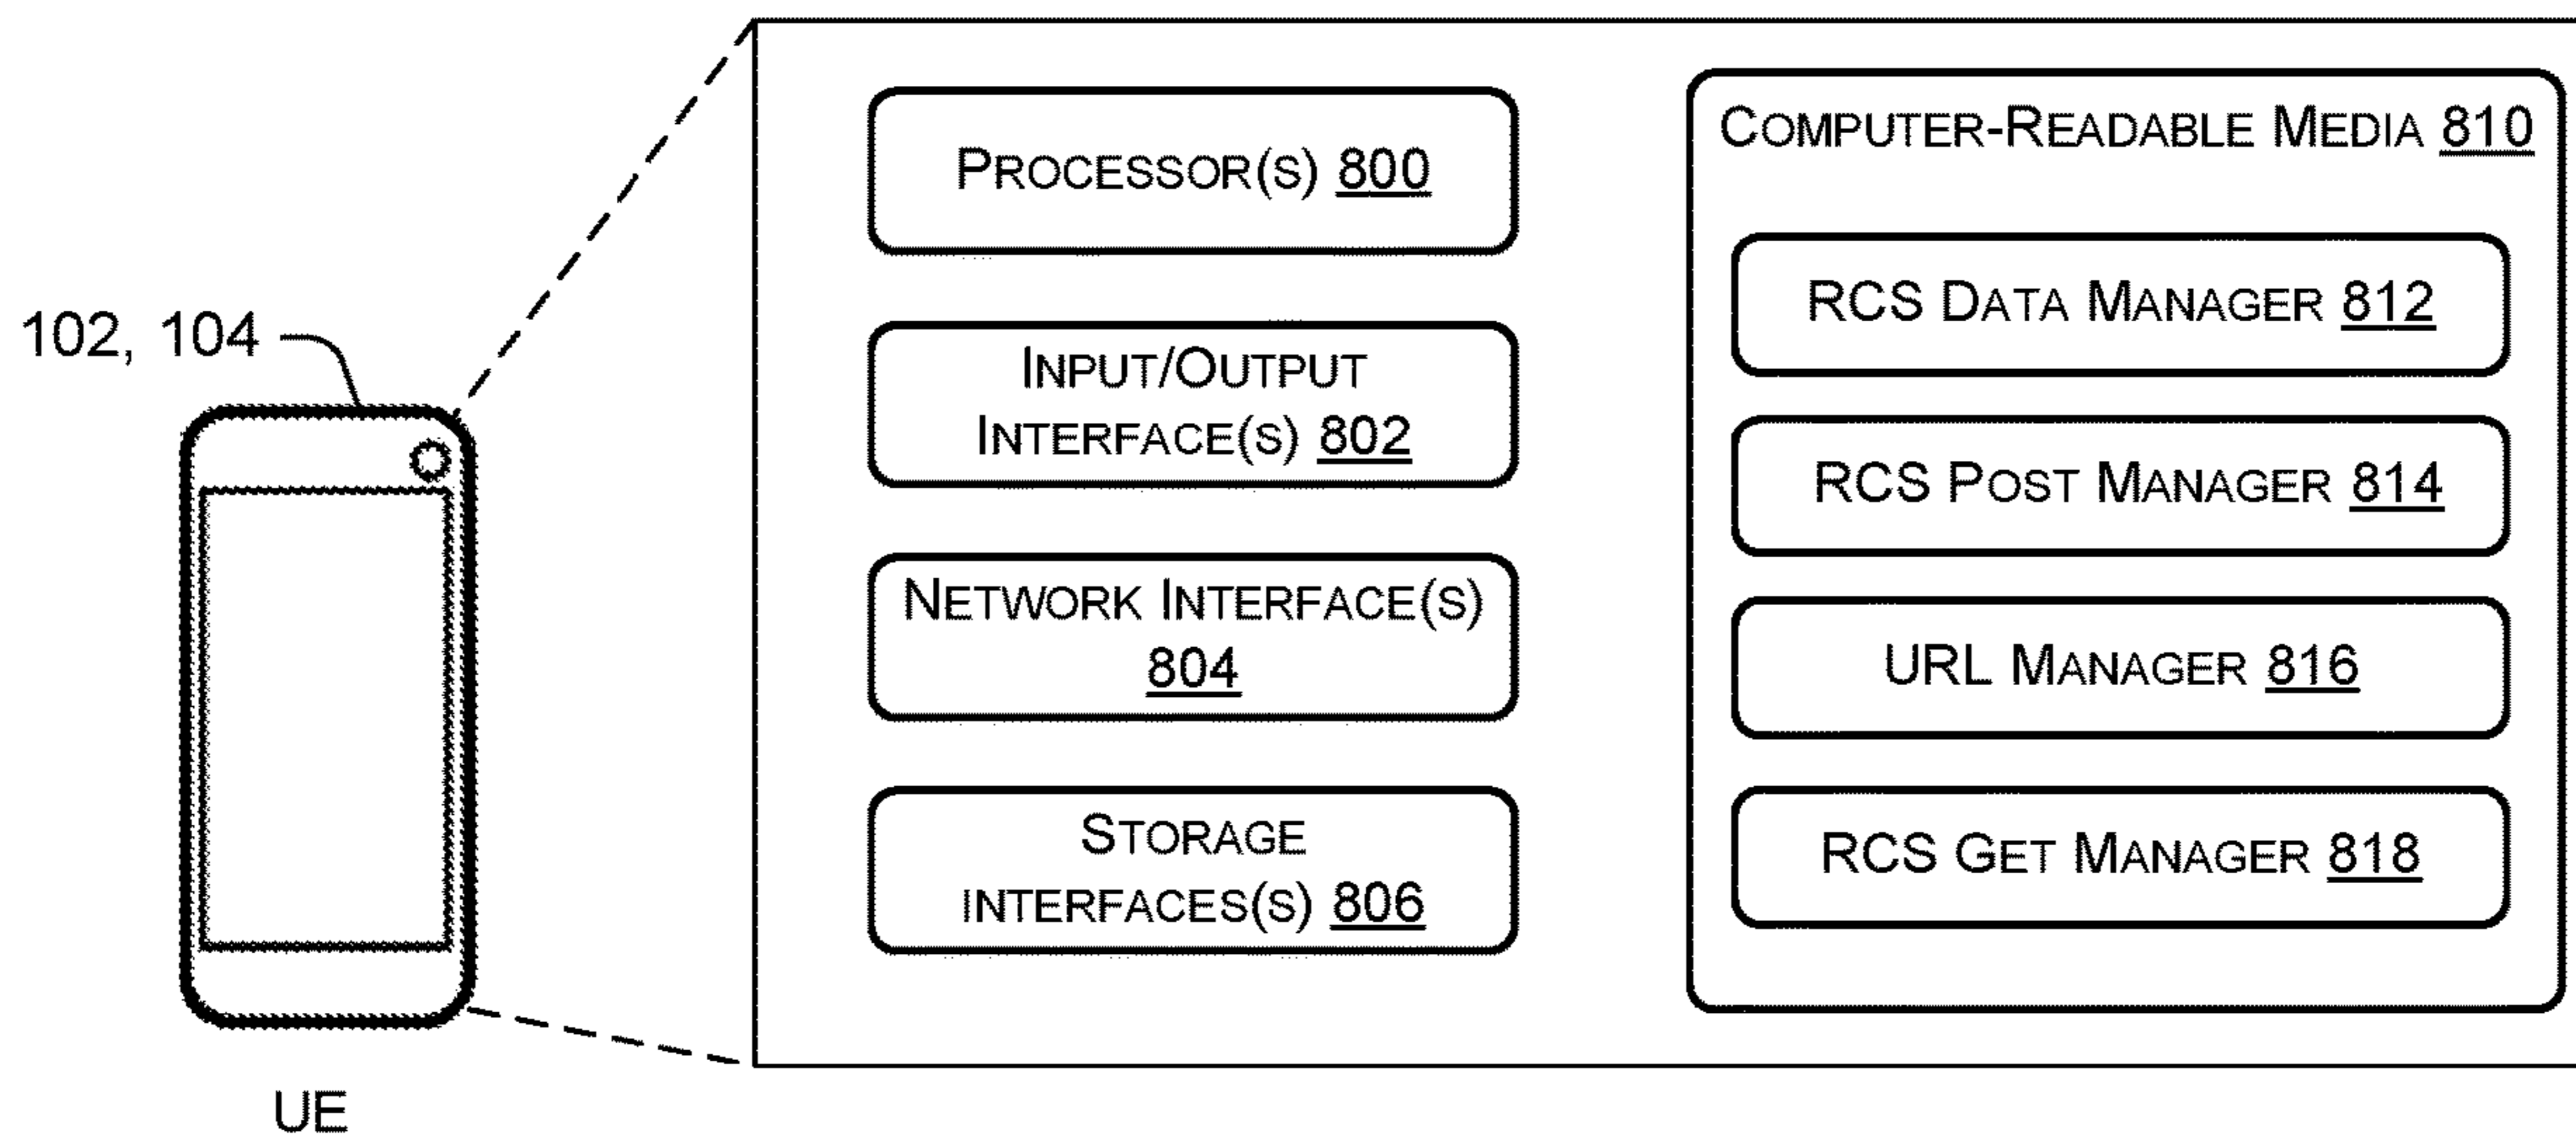 102, 104
UE
PROCESSOR(S) 800
INPUT/OUTPUT
INTERFACE(S) 802
NETWORK INTERFACE(S)
804
STORAGE
INTERFACES(S) 806
COMPUTER-READABLE MEDIA 810
RCS DATA MANAGER 812
RCS POST MANAGER 814
URL MANAGER 816
RCS GET MANAGER 818